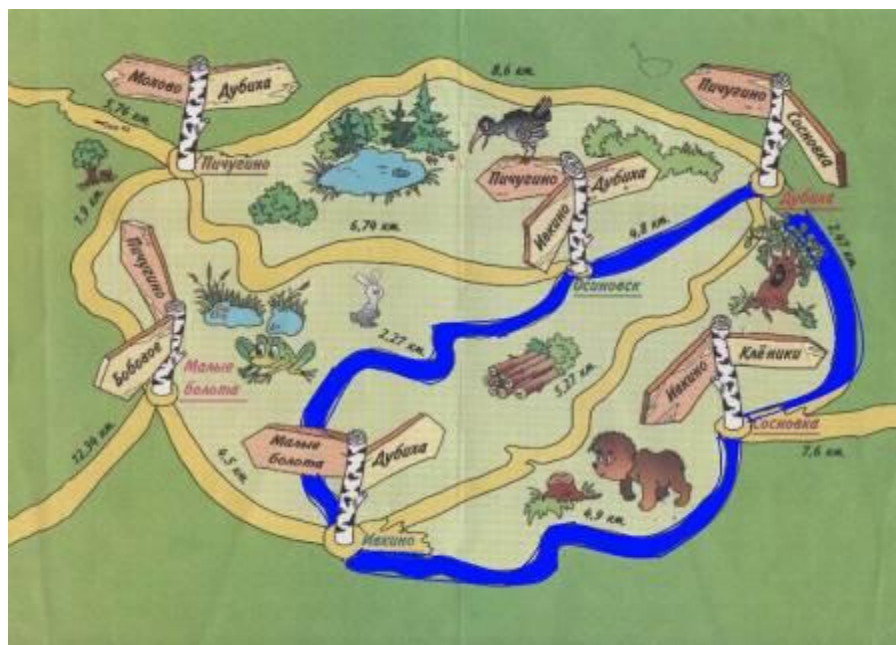 8,6 км.
Мохово
Дубиха
Пичугино
Сосновка
5,76 км.
Пичугино
Пичугино
Дубиха
Ивкино
Дубиха
1,9 км.
6,74 км.
4,8 км.
2,47 км.
Пичугино
Осиновск
Бобовое
Малые
болота
2,27 км.
Ивкино
Клёники
5,27 км.
Сосновка
7,6 км.
12,34 км.
4,5 км.
Малые
болота
Дубиха
4,9 км.
Ивкино